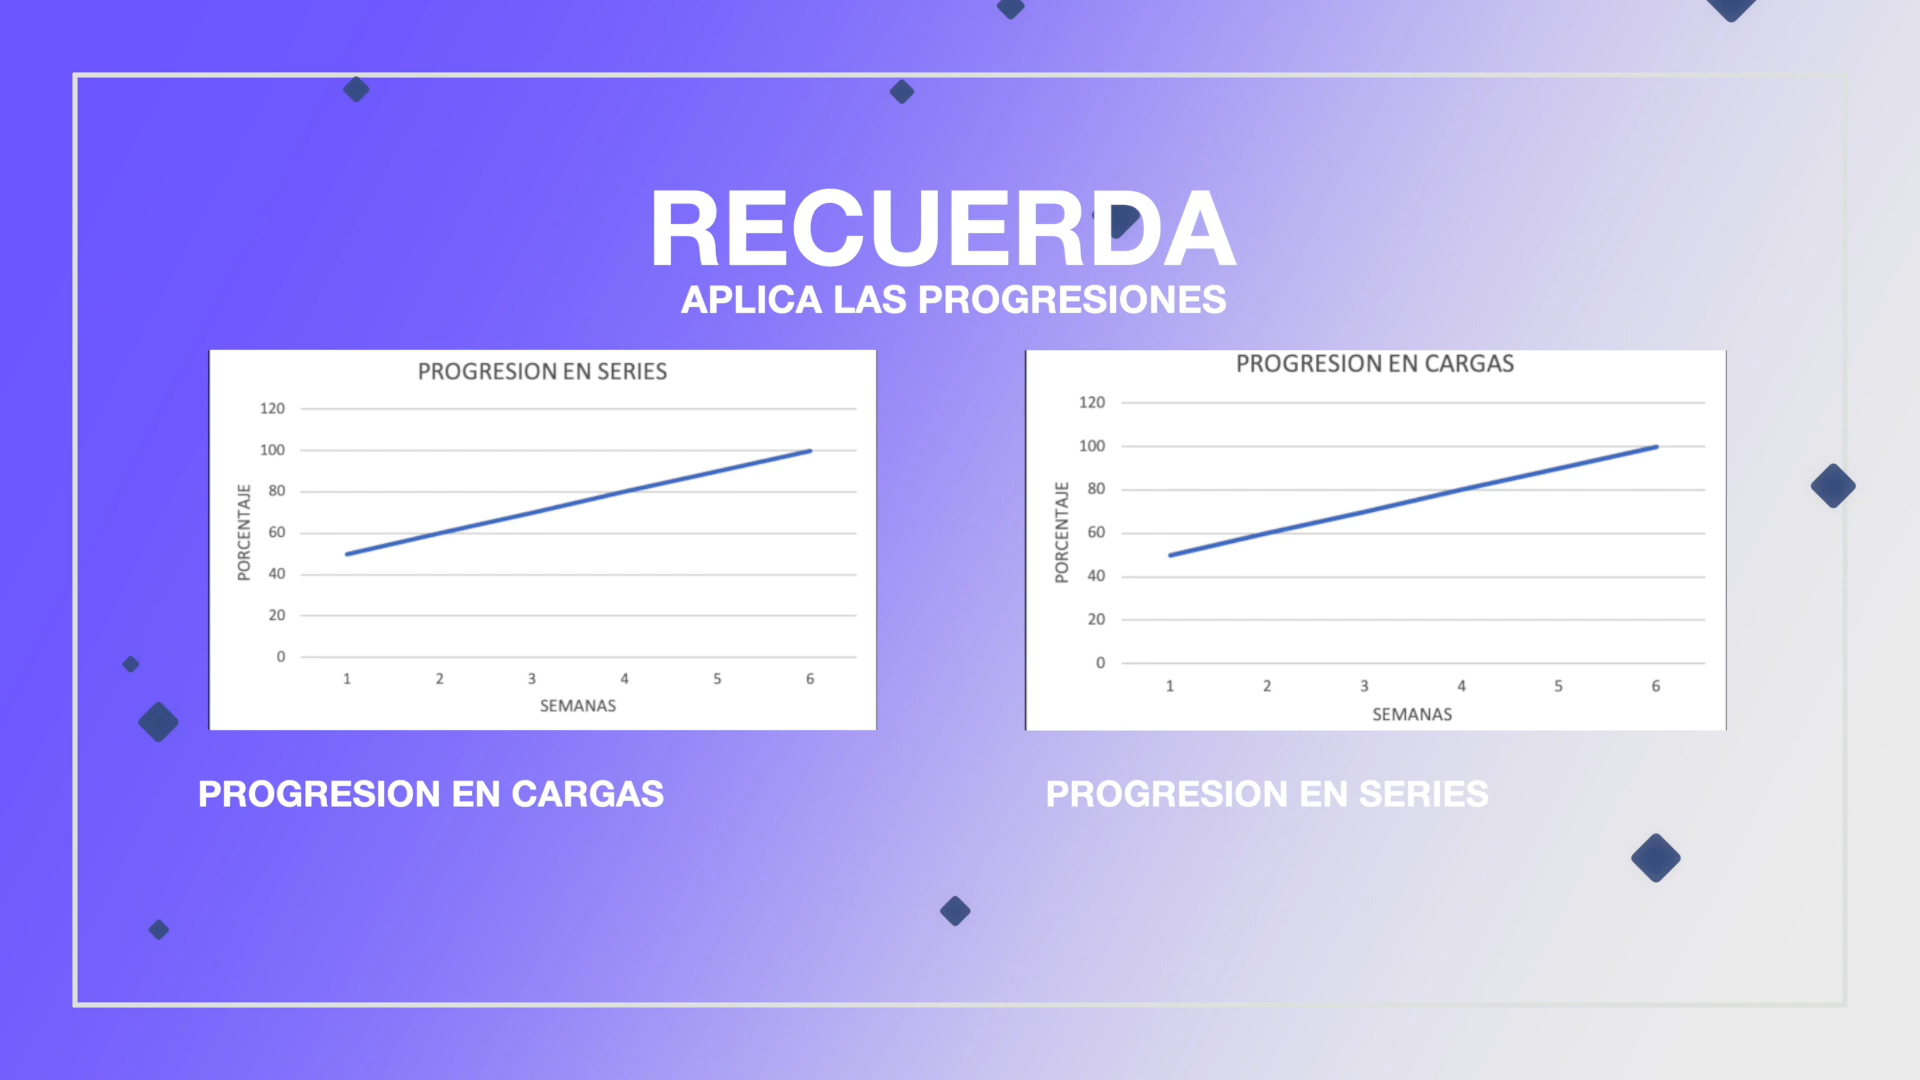 RECUERDA
APLICA LAS PROGRESIONES
PROGRESION EN SERIES
120
100
80
60
40
20
0
PORCENTAJE
1 2 3 4 5 6
SEMANAS
PROGRESION EN CARGAS
120
100
80
60
40
20
0
PORCENTAJE
1 2 3 4 5 6
SEMANAS
PROGRESION EN CARGAS
PROGRESION EN SERIES